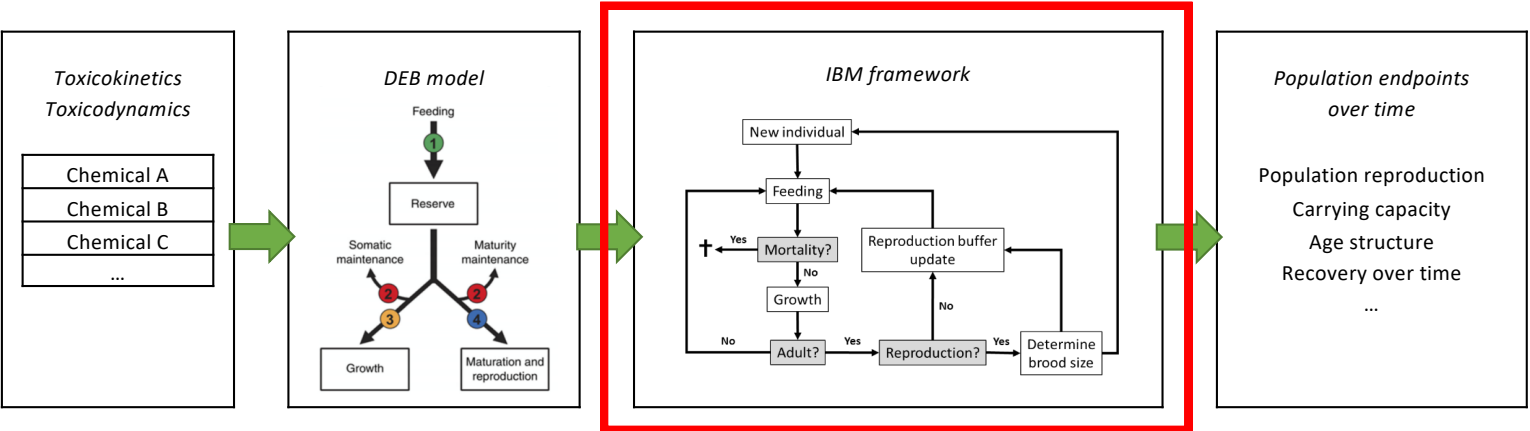 Toxicokinetics
Toxicodynamics
Chemical A
Chemical B
Chemical C
…
DEB model
Feeding
1
Reserve
Somatic
maintenance
Maturity
maintenance
2
2
3
4
Growth
Maturation and
reproduction
IBM framework
New individual
Feeding
Yes
Mortality?
No
Growth
Reproduction buffer
update
No
No
Adult?
Yes
Reproduction?
Yes
Determine
brood size
Population endpoints
over time
Population reproduction
Carrying capacity
Age structure
Recovery over time
…